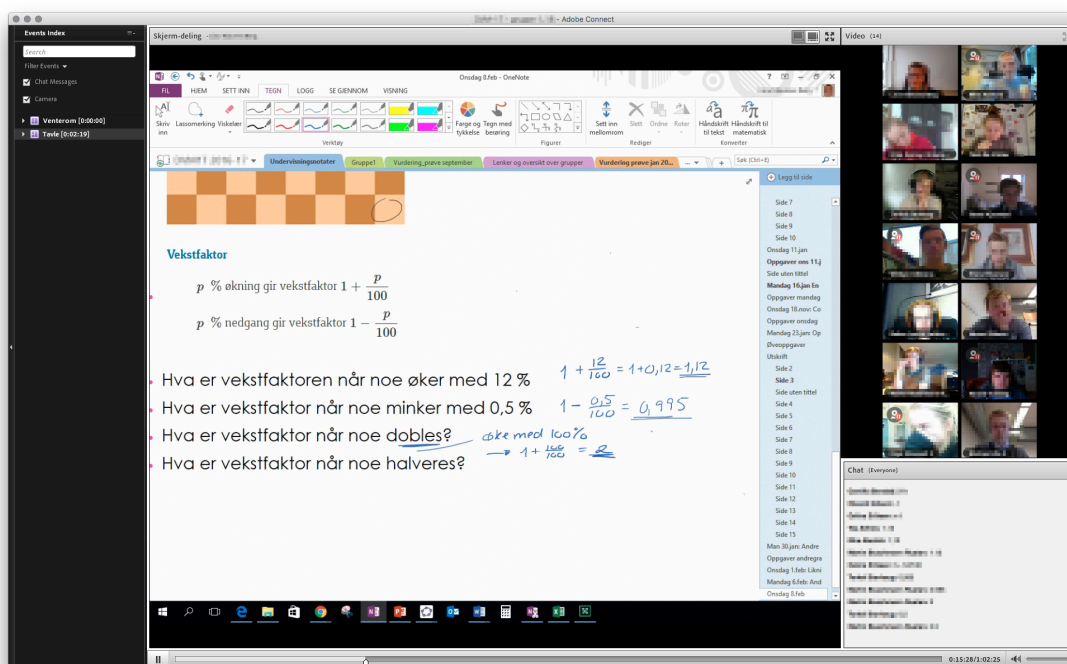 - Adobe Connect
Events Index
Search
Filter Events
Chat Messages
Camera
Venterom [0:00:00]
Tavle [0:02:19]
Skjerm-deling -
Onsdag 8.feb - OneNote
FIL HJEM SETT INN TEGN LOGG SE GJENNOM VISNING
Skriv inn
Lassomerking
Viskelær
Farge og tykkelse
Tegn med berøring
Sett inn mellomrom
Slett
Ordne
Roter
Håndskrift til tekst
Håndskrift til matematisk
Verktøy
Figurer
Rediger
Konverter
Undervisningsnotater
Gruppe1
Vurdering_prøve september
Lenker og oversikt over grupper
Vurdering prøve jan 20...
Søk (Ctrl+E)
Vekstfaktor
p % økning gir vekstfaktor 1 + p/100
p % nedgang gir vekstfaktor 1 − p/100
Hva er vekstfaktoren når noe øker med 12 %
1 + 12/100 = 1+0,12=1,12
Hva er vekstfaktor når noe minker med 0,5 %
1 − 0,5/100 = 0,995
Hva er vekstfaktor når noe dobles?
øke med 100%
→ 1 + 100/100 = 2
Hva er vekstfaktor når noe halveres?
Legg til side
Side 7
Side 8
Side 9
Side 10
Onsdag 11.jan
Oppgaver ons 11.j
Side uten tittel
Mandag 16.jan En
Oppgaver mandag
Onsdag 18.nov: Co
Oppgaver onsdag
Mandag 23.jan: Op
Øveoppgaver
Utskrift
Side 2
Side 3
Side uten tittel
Side 4
Side 5
Side 6
Side 7
Side 8
Side 9
Side 10
Side 11
Side 12
Side 13
Side 14
Side 15
Man 30.jan: Andre
Oppgaver andregra
Onsdag 1.feb: Likni
Mandag 6.feb: And
Onsdag 8.feb
Video (14)
Chat (Everyone)
0:15:28/1:02:25